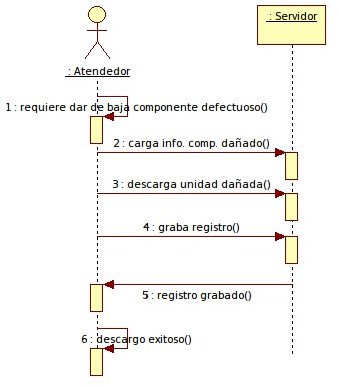 : Servidor
: Atendedor
1 : requiere dar de baja componente defectuoso()
2 : carga info. comp. dañado()
3 : descarga unidad dañada()
4 : graba registro()
5 : registro grabado()
6 : descargo exitoso()